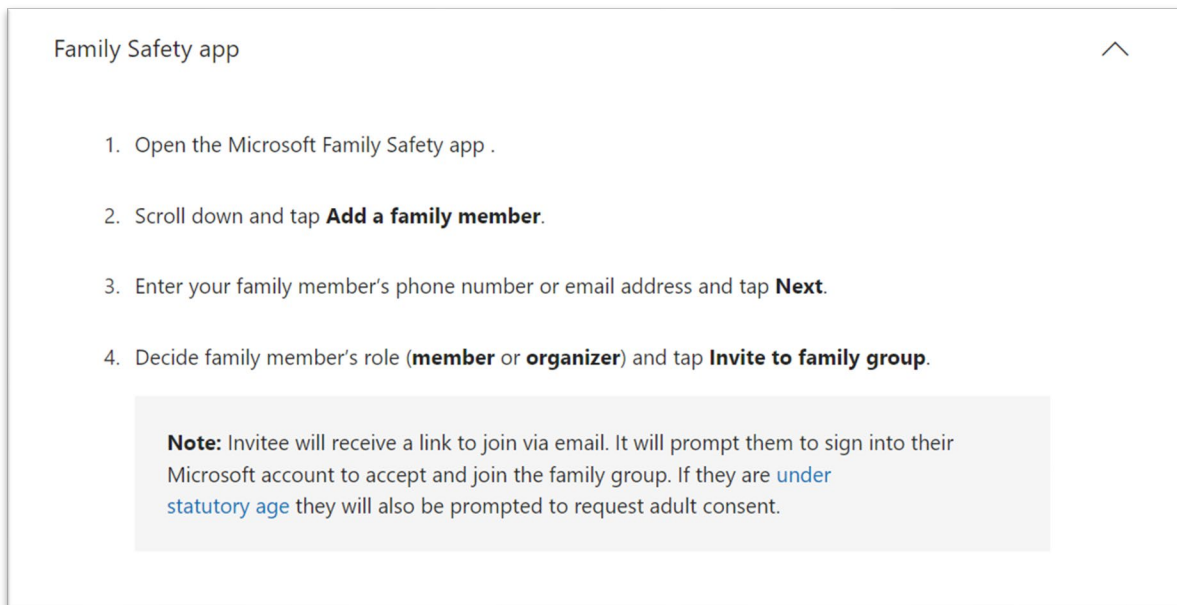 Family Safety app
1. Open the Microsoft Family Safety app .
2. Scroll down and tap Add a family member.
3. Enter your family member’s phone number or email address and tap Next.
4. Decide family member’s role (member or organizer) and tap Invite to family group.
Note: Invitee will receive a link to join via email. It will prompt them to sign into their
Microsoft account to accept and join the family group. If they are under
statutory age they will also be prompted to request adult consent.